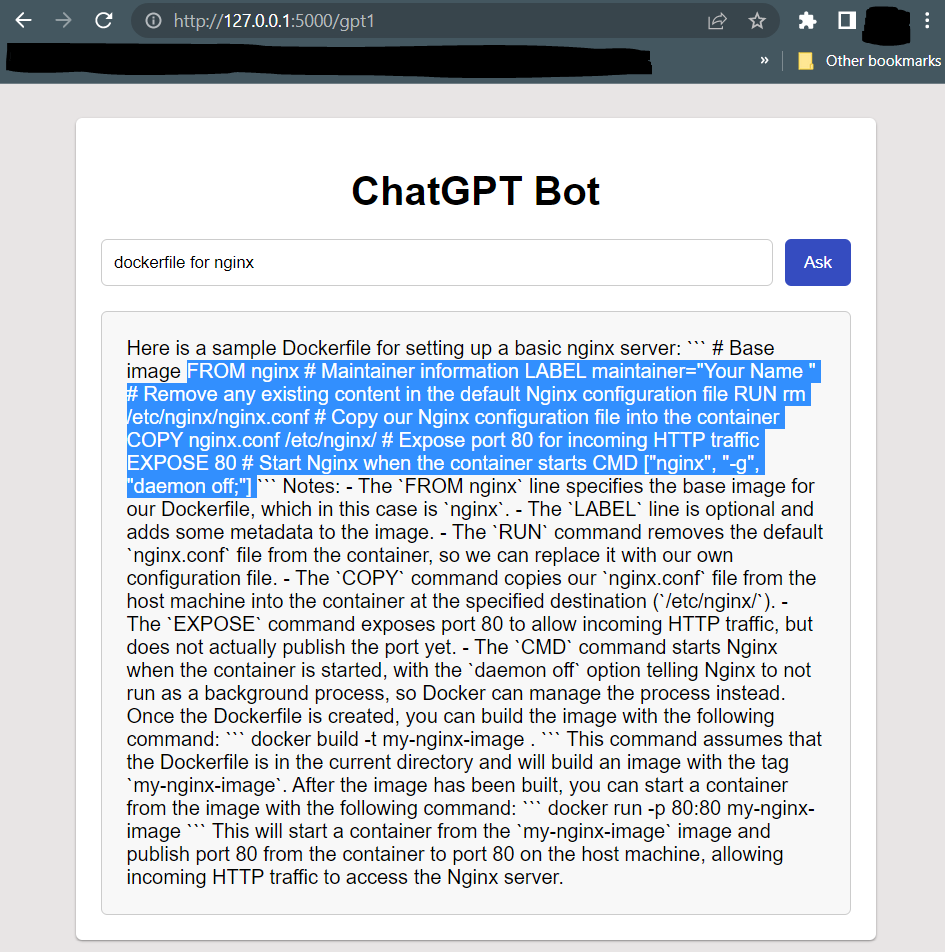 http://127.0.0.1:5000/gpt1
»
Other bookmarks
ChatGPT Bot
dockerfile for nginx
Ask
Here is a sample Dockerfile for setting up a basic nginx server: ``` # Base
image FROM nginx # Maintainer information LABEL maintainer="Your Name "
# Remove any existing content in the default Nginx configuration file RUN rm
/etc/nginx/nginx.conf # Copy our Nginx configuration file into the container
COPY nginx.conf /etc/nginx/ # Expose port 80 for incoming HTTP traffic
EXPOSE 80 # Start Nginx when the container starts CMD ["nginx", "-g",
"daemon off;"] ``` Notes: - The `FROM nginx` line specifies the base image for
our Dockerfile, which in this case is `nginx`. - The `LABEL` line is optional and
adds some metadata to the image. - The `RUN` command removes the default
`nginx.conf` file from the container, so we can replace it with our own
configuration file. - The `COPY` command copies our `nginx.conf` file from the
host machine into the container at the specified destination (`/etc/nginx/`). -
The `EXPOSE` command exposes port 80 to allow incoming HTTP traffic, but
does not actually publish the port yet. - The `CMD` command starts Nginx
when the container is started, with the `daemon off` option telling Nginx to not
run as a background process, so Docker can manage the process instead.
Once the Dockerfile is created, you can build the image with the following
command: ``` docker build -t my-nginx-image . ``` This command assumes that
the Dockerfile is in the current directory and will build an image with the tag
`my-nginx-image`. After the image has been built, you can start a container
from the image with the following command: ``` docker run -p 80:80 my-nginx-
image ``` This will start a container from the `my-nginx-image` image and
publish port 80 from the container to port 80 on the host machine, allowing
incoming HTTP traffic to access the Nginx server.